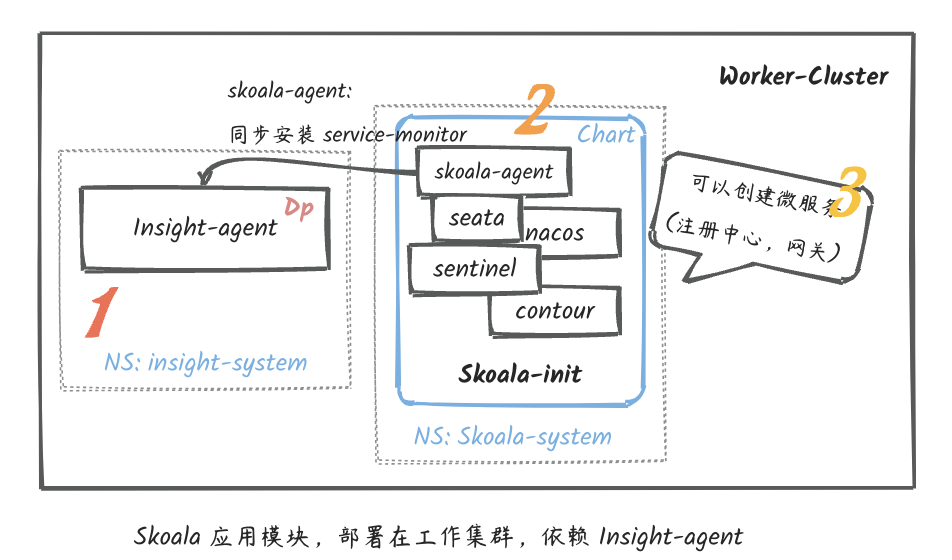 Worker-Cluster
skoala-agent:
同步安装 service-monitor
2
Chart
skoala-agent
seata
nacos
sentinel
contour
Skoala-init
NS: Skoala-system
Dp
Insight-agent
1
NS: insight-system
3
可以创建微服务
(注册中心，网关)
Skoala 应用模块，部署在工作集群，依赖 Insight-agent